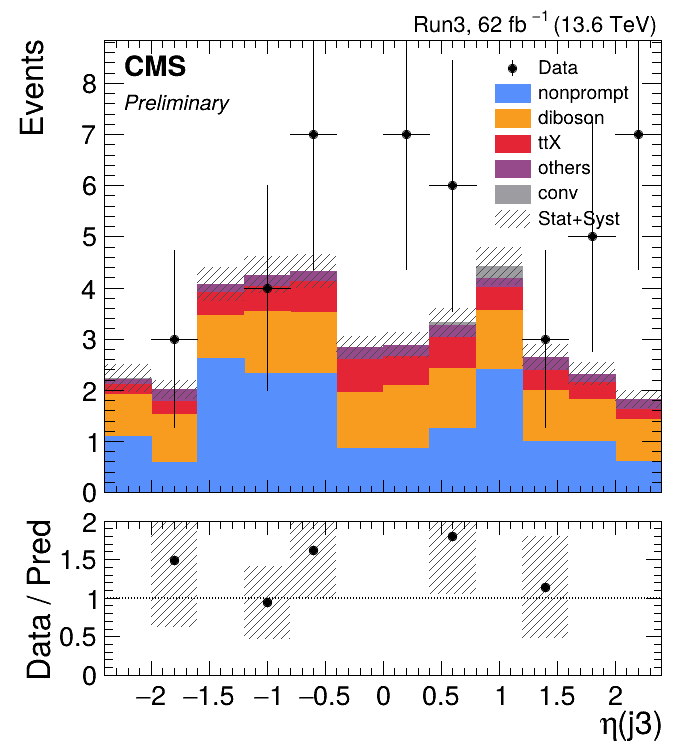 Run3, 62 fb⁻¹ (13.6 TeV)
Events
CMS
Preliminary
Data
nonprompt
diboson
ttX
others
conv
Stat+Syst
8
7
6
5
4
3
2
1
0
Data / Pred
2
1.5
1
0.5
0
−2 −1.5 −1 −0.5 0 0.5 1 1.5 2
η(j3)